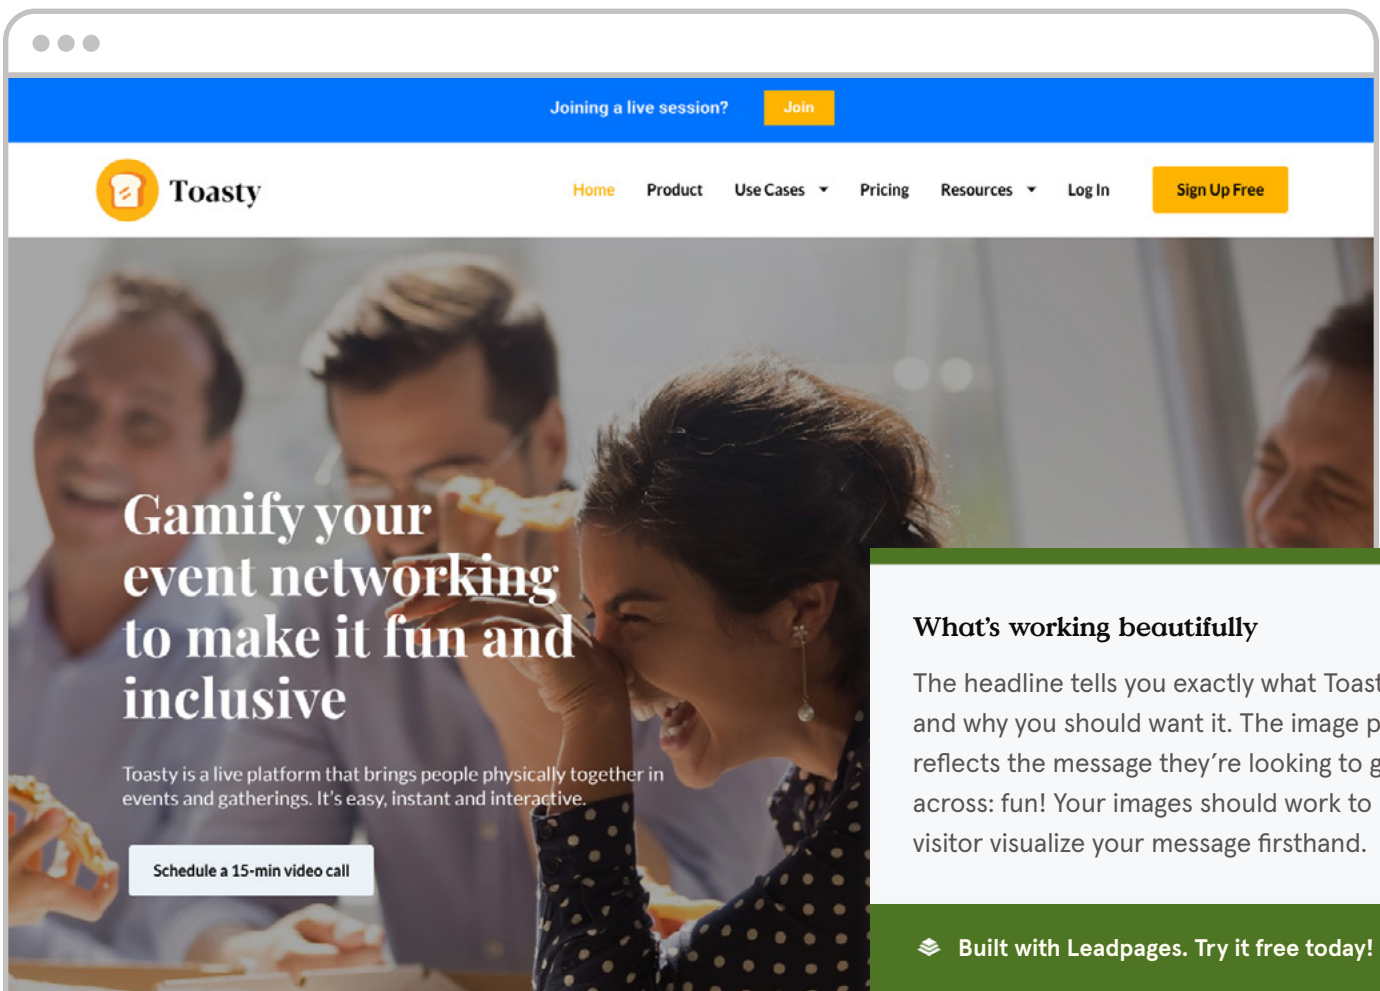 Joining a live session? Join
Toasty Home Product Use Cases Pricing Resources Log In Sign Up Free
Gamify your
event networking
to make it fun and
inclusive
Toasty is a live platform that brings people physically together in
events and gatherings. It's easy, instant and interactive.
Schedule a 15-min video call
What's working beautifully
The headline tells you exactly what
and why you should want it. The image
reflects the message they're looking to
across: fun! Your images should work to
visitor visualize your message firsthand.
Built with Leadpages. Try it free today!